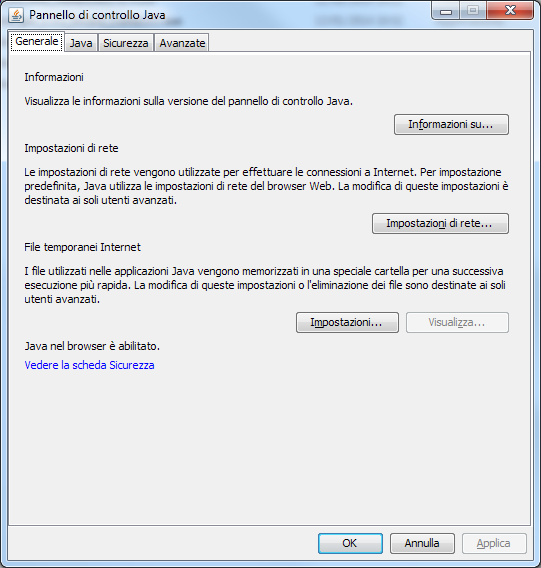 Pannello di controllo Java
Generale Java Sicurezza Avanzate
Informazioni
Visualizza le informazioni sulla versione del pannello di controllo Java.
Informazioni su...
Impostazioni di rete
Le impostazioni di rete vengono utilizzate per effettuare le connessioni a Internet. Per impostazione
predefinita, Java utilizza le impostazioni di rete del browser Web. La modifica di queste impostazioni è
destinata ai soli utenti avanzati.
Impostazioni di rete...
File temporanei Internet
I file utilizzati nelle applicazioni Java vengono memorizzati in una speciale cartella per una successiva
esecuzione più rapida. La modifica di queste impostazioni o l'eliminazione dei file sono destinate ai soli
utenti avanzati.
Impostazioni... Visualizza...
Java nel browser è abilitato.
Vedere la scheda Sicurezza
OK Annulla Applica